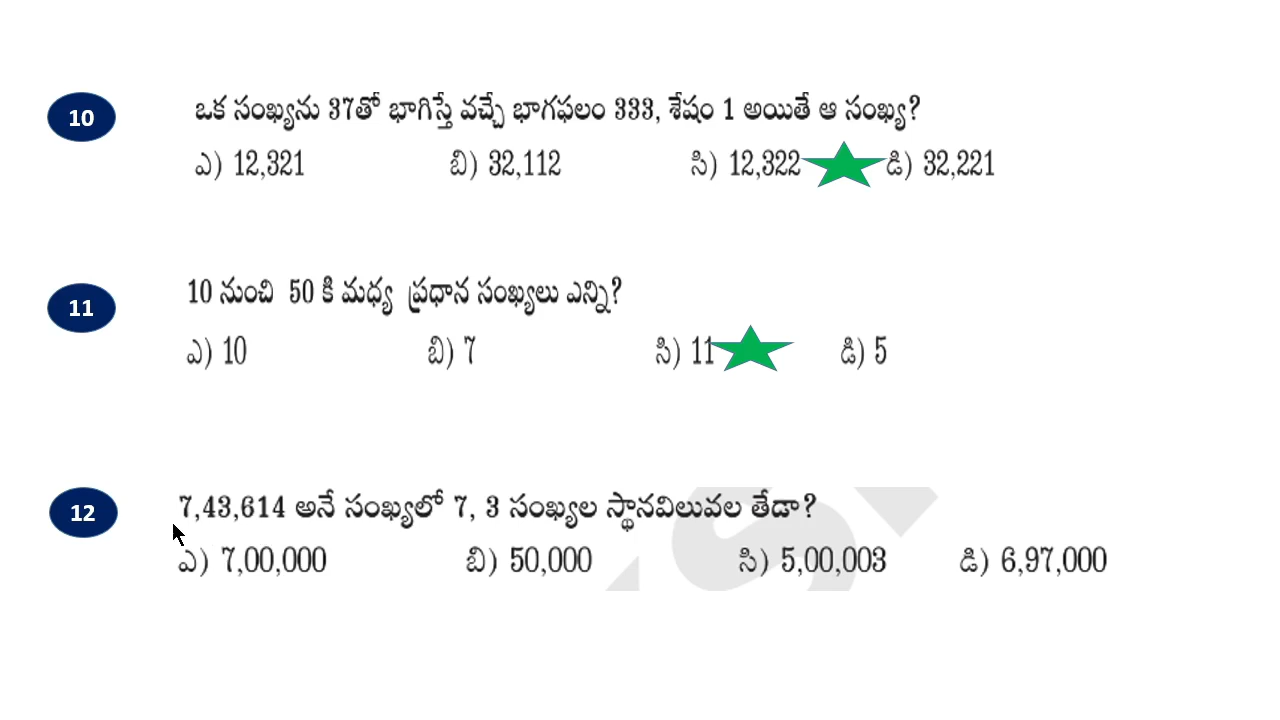 10 ఒక సంఖ్యను 37తో భాగిస్తే వచ్చే భాగఫలం 333, శేషం 1 అయితే ఆ సంఖ్య?
ఎ) 12,321 బి) 32,112 సి) 12,322 డి) 32,221
11 10 నుంచి 50 కి మధ్య ప్రధాన సంఖ్యలు ఎన్ని?
ఎ) 10 బి) 7 సి) 11 డి) 5
12 7,43,614 అనే సంఖ్యలో 7, 3 సంఖ్యల స్థానవిలువల తేడా?
ఎ) 7,00,000 బి) 50,000 సి) 5,00,003 డి) 6,97,000